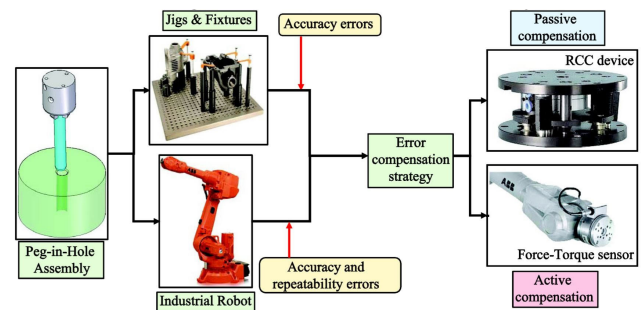 Jigs & Fixtures
Accuracy errors
Passive
compensation
RCC device
Error
compensation
strategy
ABB
Peg-in-Hole
Assembly
Accuracy and
repeatability errors
Industrial Robot
Force-Torque sensor
Active
compensation